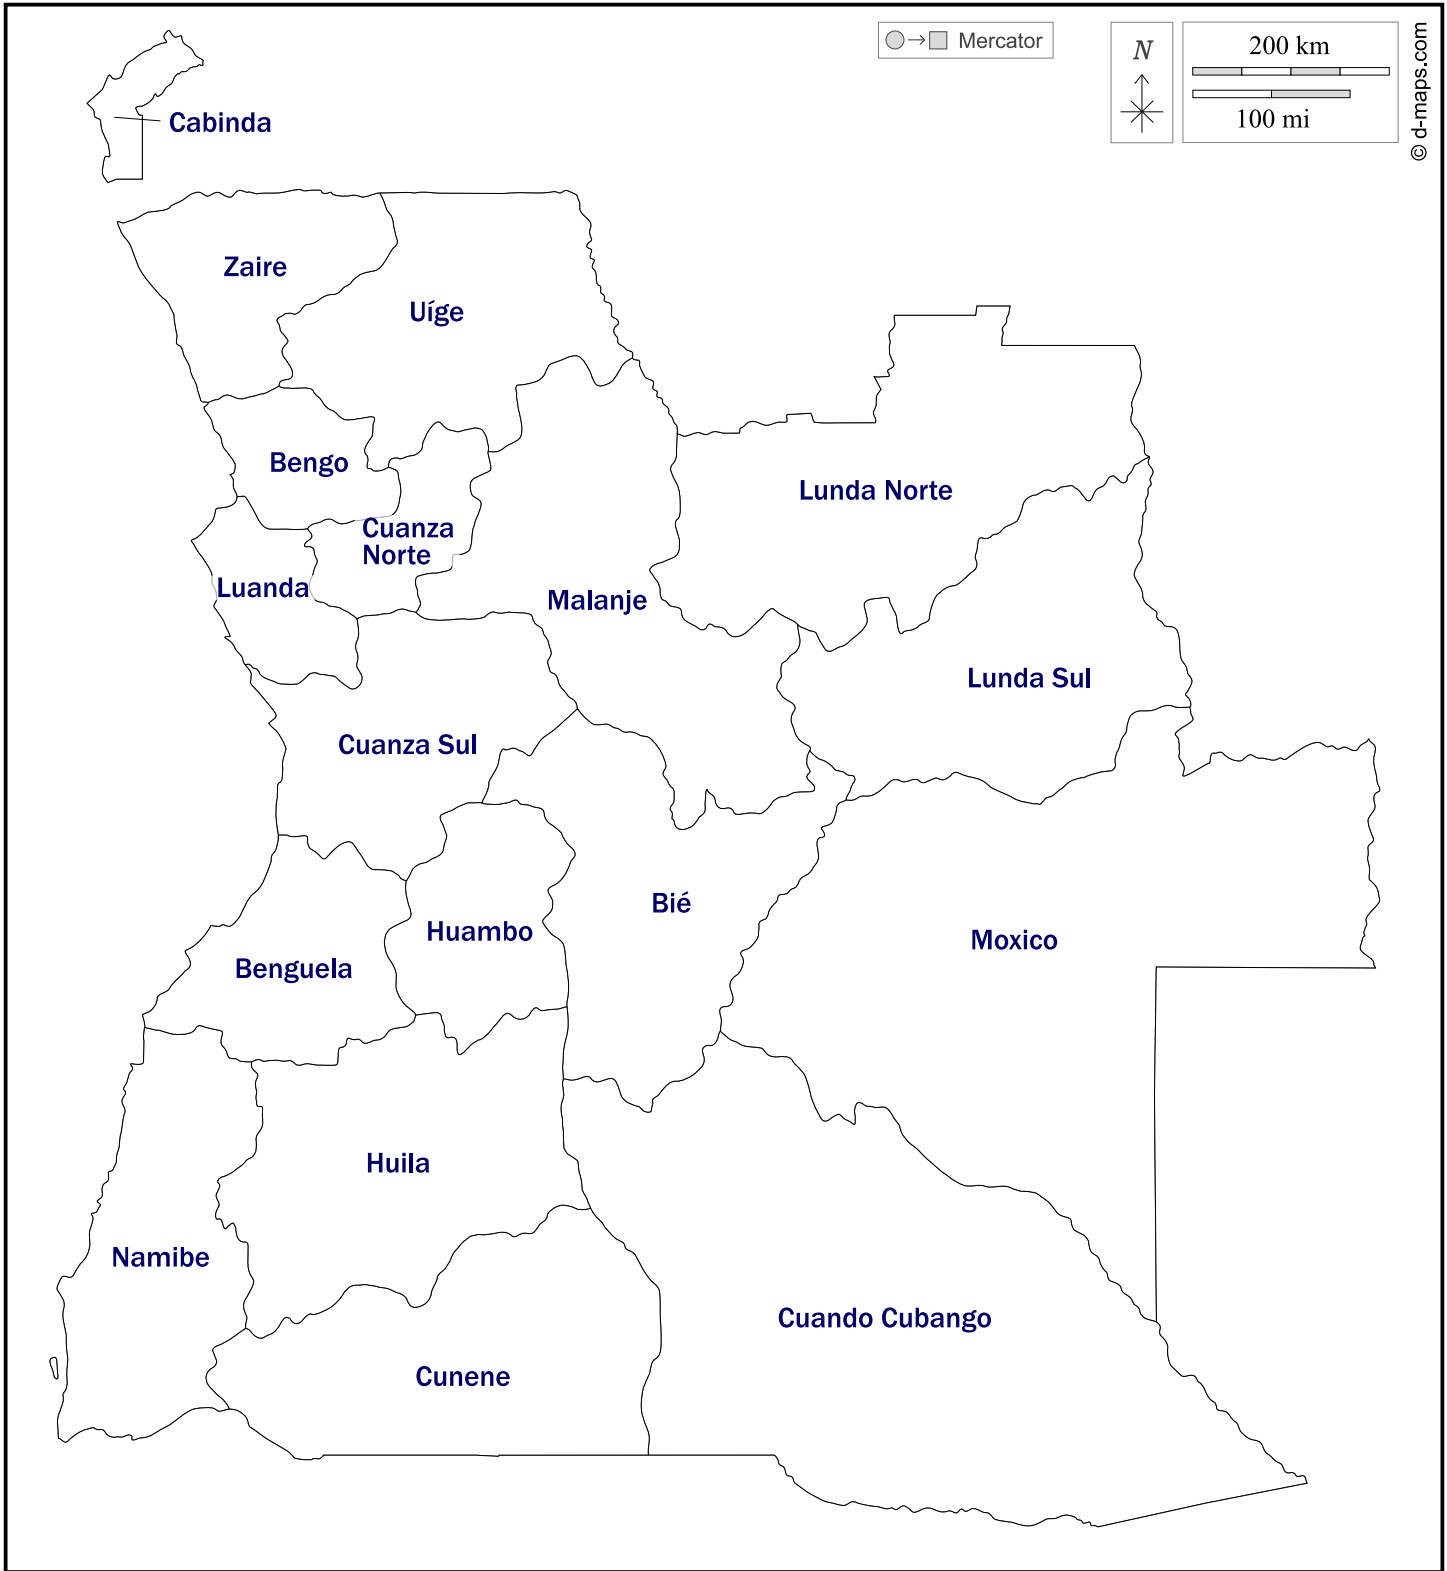 Mercator
N
200 km
100 mi
© d-maps.com
Cabinda
Zaire
Uíge
Bengo
Lunda Norte
Cuanza
Norte
Luanda
Malanje
Lunda Sul
Cuanza Sul
Bié
Huambo
Moxico
Benguela
Huila
Namibe
Cuando Cubango
Cunene